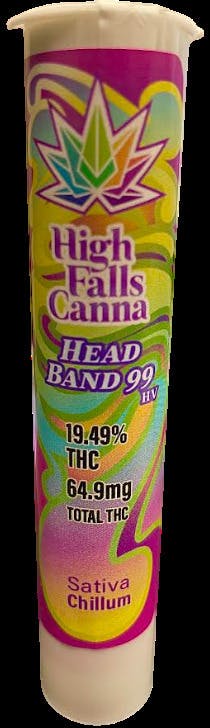 High
Falls
Canna
HEAD
BAND 99
HV
19.49%
THC
64.9mg
TOTAL THC
Sativa
Chillum